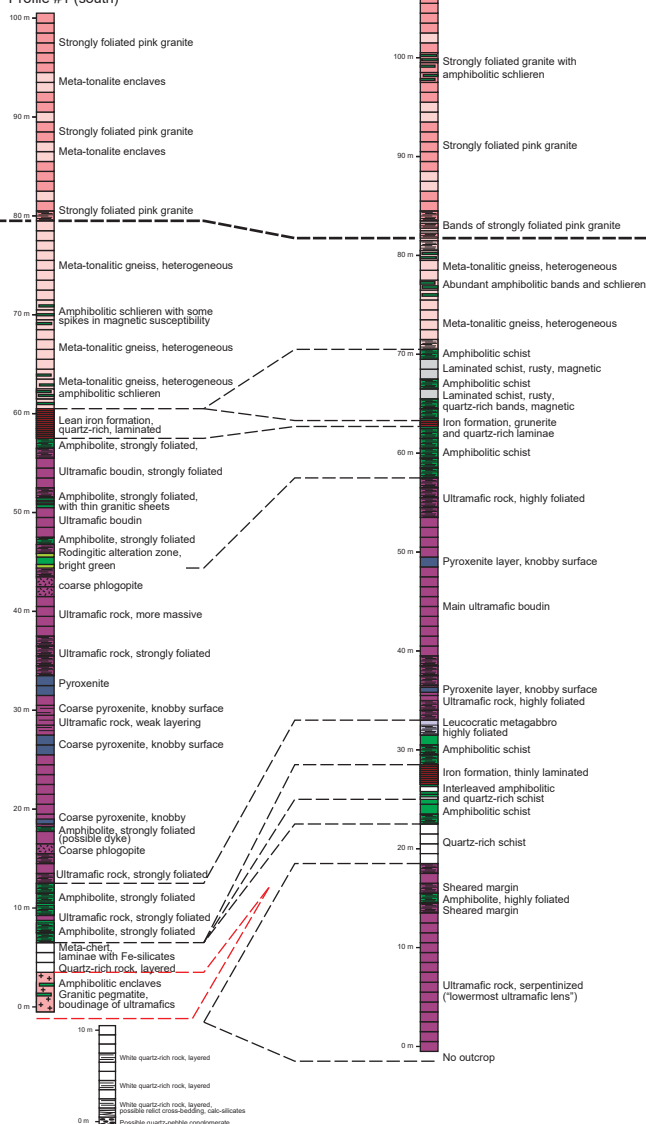 Profile #1 (south)
100 m
Strongly foliated pink granite
Meta-tonalite enclaves
90 m
Strongly foliated pink granite
Meta-tonalite enclaves
80 m
Strongly foliated pink granite
Meta-tonalitic gneiss, heterogeneous
70 m
Amphibolitic schlieren with some
spikes in magnetic susceptibility
Meta-tonalitic gneiss, heterogeneous
Meta-tonalitic gneiss, heterogeneous
amphibolitic schlieren
60 m
Lean iron formation,
quartz-rich, laminated
Amphibolite, strongly foliated,
Ultramafic boudin, strongly foliated
Amphibolite, strongly foliated,
with thin granitic sheets
50 m
Ultramafic boudin
Amphibolite, strongly foliated
Rodingitic alteration zone,
bright green
coarse phlogopite
40 m
Ultramafic rock, more massive
Ultramafic rock, strongly foliated
Pyroxenite
30 m
Coarse pyroxenite, knobby surface
Ultramafic rock, weak layering
Coarse pyroxenite, knobby surface
20 m
Coarse pyroxenite, knobby
Amphibolite, strongly foliated
(possible dyke)
Coarse phlogopite
Ultramafic rock, strongly foliated
10 m
Amphibolite, strongly foliated
Ultramafic rock, strongly foliated
Amphibolite, strongly foliated
Meta-chert,
laminae with Fe-silicates
Quartz-rich rock, layered
Amphibolitic enclaves
Granitic pegmatite,
boudinage of ultramafics
0 m
10 m
White quartz-rich rock, layered
White quartz-rich rock, layered
White quartz-rich rock, layered,
possible relict cross-bedding, calc-silicates
0 m
Possible quartz-pebble conglomerate
100 m
Strongly foliated granite with
amphibolitic schlieren
90 m
Strongly foliated pink granite
Bands of strongly foliated pink granite
80 m
Meta-tonalitic gneiss, heterogeneous
Abundant amphibolitic bands and schlieren
Meta-tonalitic gneiss, heterogeneous
70 m
Amphibolitic schist
Laminated schist, rusty, magnetic
Amphibolitic schist
Laminated schist, rusty,
quartz-rich bands, magnetic
Iron formation, grunerite
and quartz-rich laminae
60 m
Amphibolitic schist
Ultramafic rock, highly foliated
50 m
Pyroxenite layer, knobby surface
Main ultramafic boudin
40 m
Pyroxenite layer, knobby surface
Ultramafic rock, highly foliated
Leucocratic metagabbro
highly foliated
30 m
Amphibolitic schist
Iron formation, thinly laminated
Interleaved amphibolitic
and quartz-rich schist
Amphibolitic schist
20 m
Quartz-rich schist
Sheared margin
Amphibolite, highly foliated
Sheared margin
10 m
Ultramafic rock, serpentinized
(“lowermost ultramafic lens”)
0 m
No outcrop